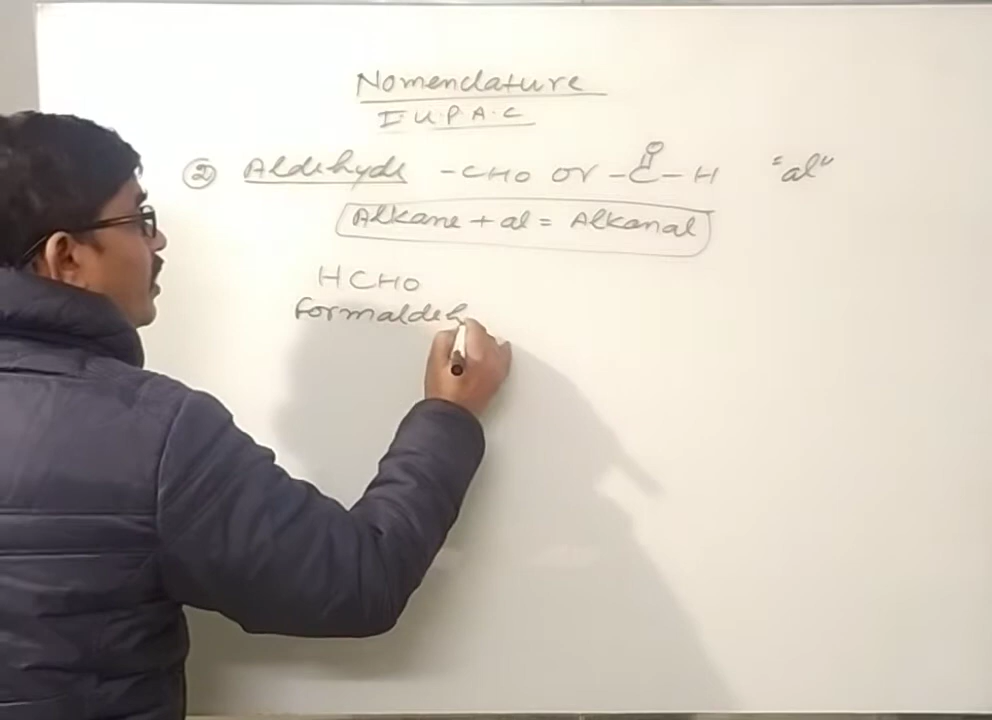 Nomenclature
I.U.P.A.C
② Aldehyde -CHO or -C-H "al"
O
Alkane + al = Alkanal
HCHO
Formaldeh